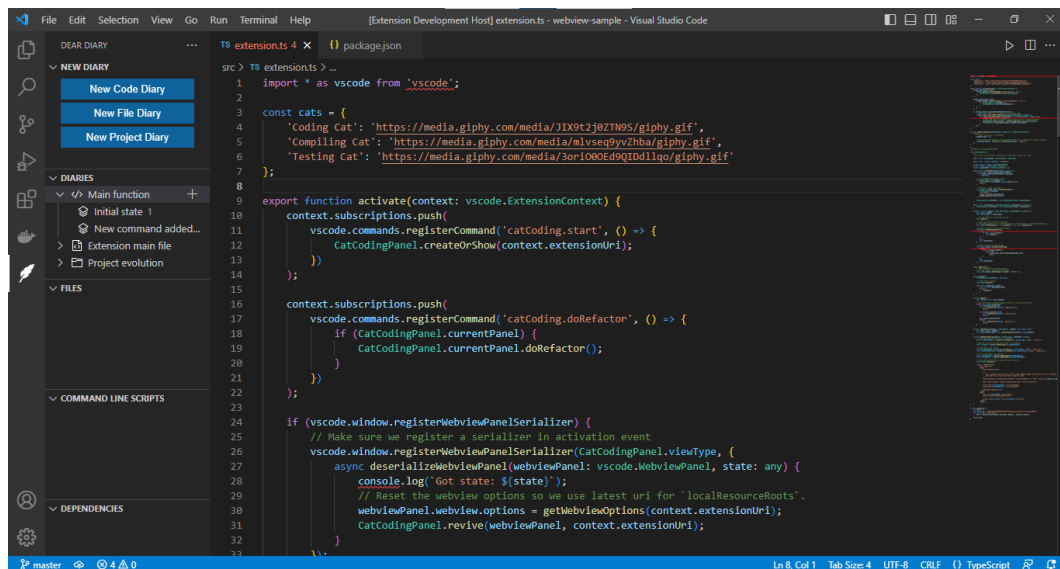 File Edit Selection View Go Run Terminal Help [Extension Development Host] extension.ts - webview-sample - Visual Studio Code
DEAR DIARY ...
TS extension.ts 4 {} package.json
NEW DIARY
src > TS extension.ts > ...
New Code Diary
New File Diary
New Project Diary
DIARIES
</> Main function
Initial state 1
New command added...
Extension main file
Project evolution
FILES
COMMAND LINE SCRIPTS
DEPENDENCIES
1 import * as vscode from 'vscode';
2
3 const cats = {
4 'Coding Cat': 'https://media.giphy.com/media/JIX9t2j0ZTN9S/giphy.gif',
5 'Compiling Cat': 'https://media.giphy.com/media/mlvseq9yvZhba/giphy.gif',
6 'Testing Cat': 'https://media.giphy.com/media/3oriO0OEd9QIDdllqo/giphy.gif'
7 };
8
9 export function activate(context: vscode.ExtensionContext) {
10 context.subscriptions.push(
11 vscode.commands.registerCommand('catCoding.start', () => {
12 CatCodingPanel.createOrShow(context.extensionUri);
13 })
14 );
15
16 context.subscriptions.push(
17 vscode.commands.registerCommand('catCoding.doRefactor', () => {
18 if (CatCodingPanel.currentPanel) {
19 CatCodingPanel.currentPanel.doRefactor();
20 }
21 })
22 );
23
24 if (vscode.window.registerWebviewPanelSerializer) {
25 // Make sure we register a serializer in activation event
26 vscode.window.registerWebviewPanelSerializer(CatCodingPanel.viewType, {
27 async deserializeWebviewPanel(webviewPanel: vscode.WebviewPanel, state: any) {
28 console.log(`Got state: ${state}`);
29 // Reset the webview options so we use latest uri for `localResourceRoots`.
30 webviewPanel.webview.options = getWebviewOptions(context.extensionUri);
31 CatCodingPanel.revive(webviewPanel, context.extensionUri);
32 }
33 });
master 4 0 Ln 8, Col 1 Tab Size: 4 UTF-8 CRLF {} TypeScript